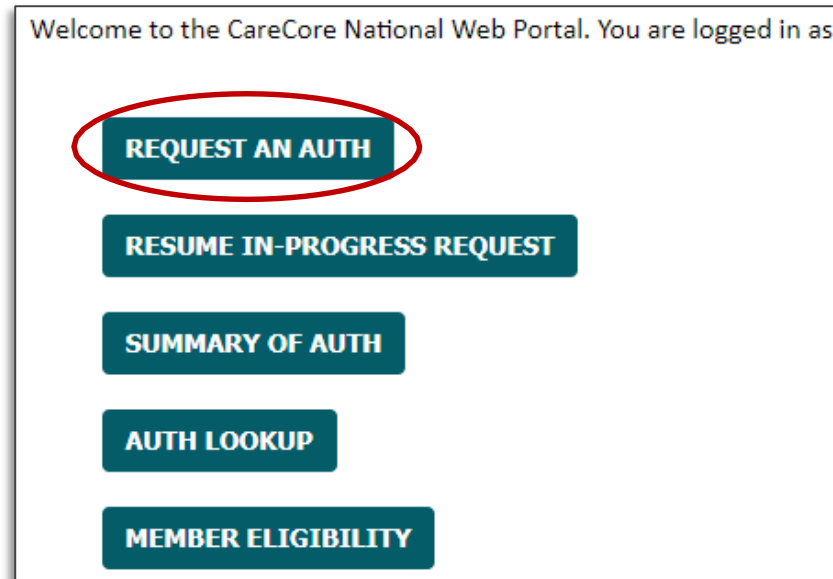 Welcome to the CareCore National Web Portal. You are logged in as
REQUEST AN AUTH
RESUME IN-PROGRESS REQUEST
SUMMARY OF AUTH
AUTH LOOKUP
MEMBER ELIGIBILITY